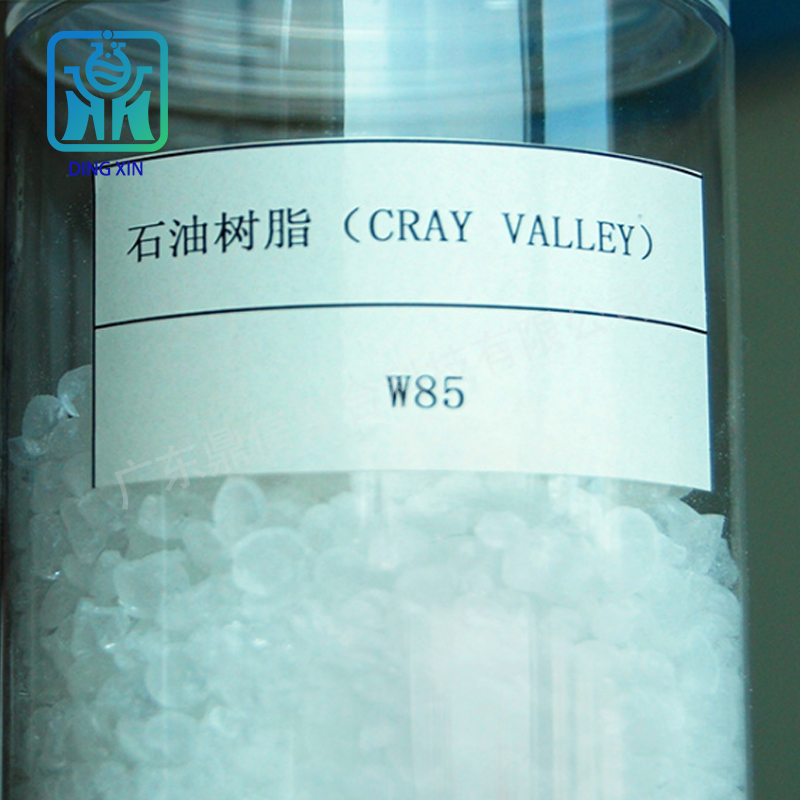 DING XIN
石油树脂（CRAY VALLEY）
W85